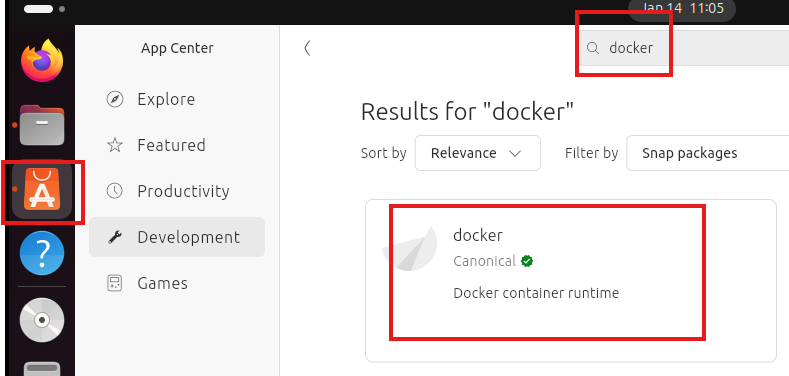 Jan 14 11:05
App Center
docker
Explore
Results for "docker"
Featured
Sort by Relevance Filter by Snap packages
Productivity
Development
docker
Canonical
Games
Docker container runtime